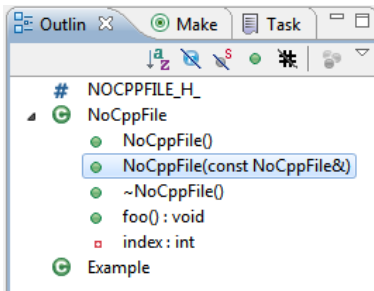 Outlin Make Task
# NOCPPFILE_H_
NoCppFile
NoCppFile()
NoCppFile(const NoCppFile&)
~NoCppFile()
foo() : void
index : int
Example